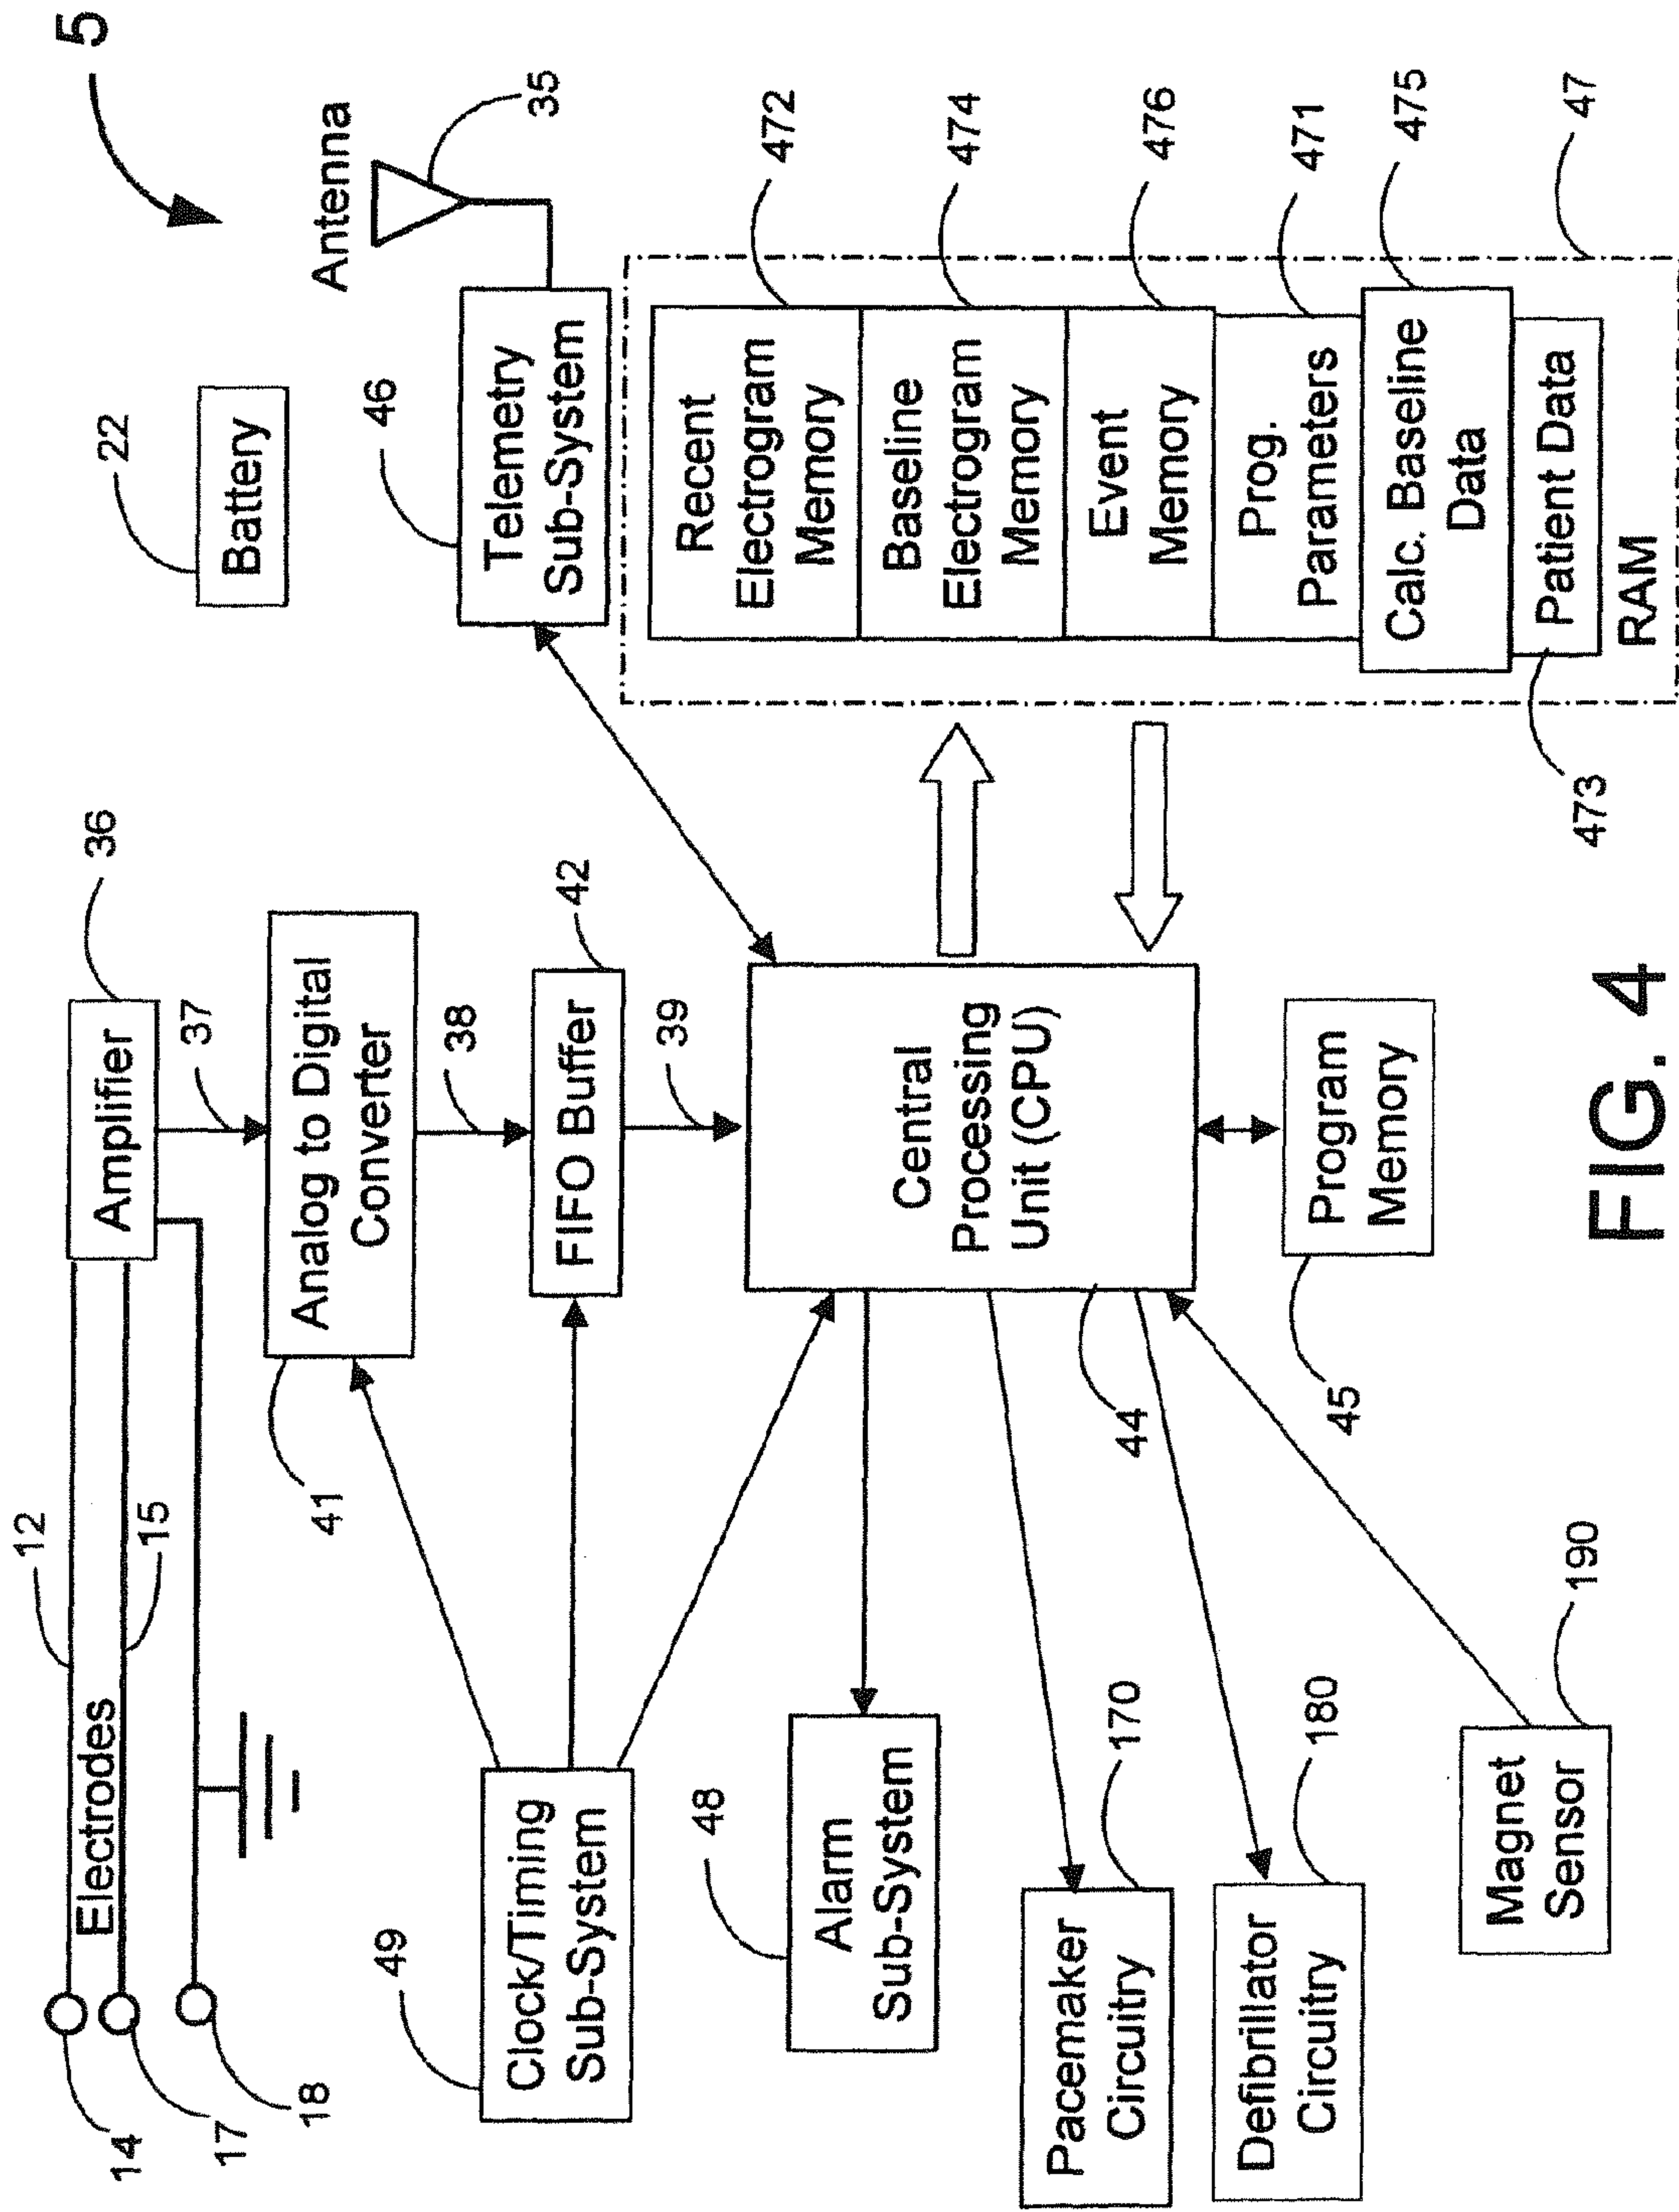 5
14
17
18
Electrodes
12
15
Amplifier
36
37
Analog to Digital
Converter
41
38
FIFO Buffer
42
39
Clock/Timing
Sub-System
49
Battery
22
Antenna
35
Telemetry
Sub-System
46
Central
Processing
Unit (CPU)
44
Alarm
Sub-System
48
Pacemaker
Circuitry
170
Defibrillator
Circuitry
180
Magnet
Sensor
190
Program
Memory
45
Recent
Electrogram
Memory
472
Baseline
Electrogram
Memory
474
Event
Memory
476
Prog.
Parameters
471
Calc. Baseline
Data
475
Patient Data
473
RAM
47
FIG. 4